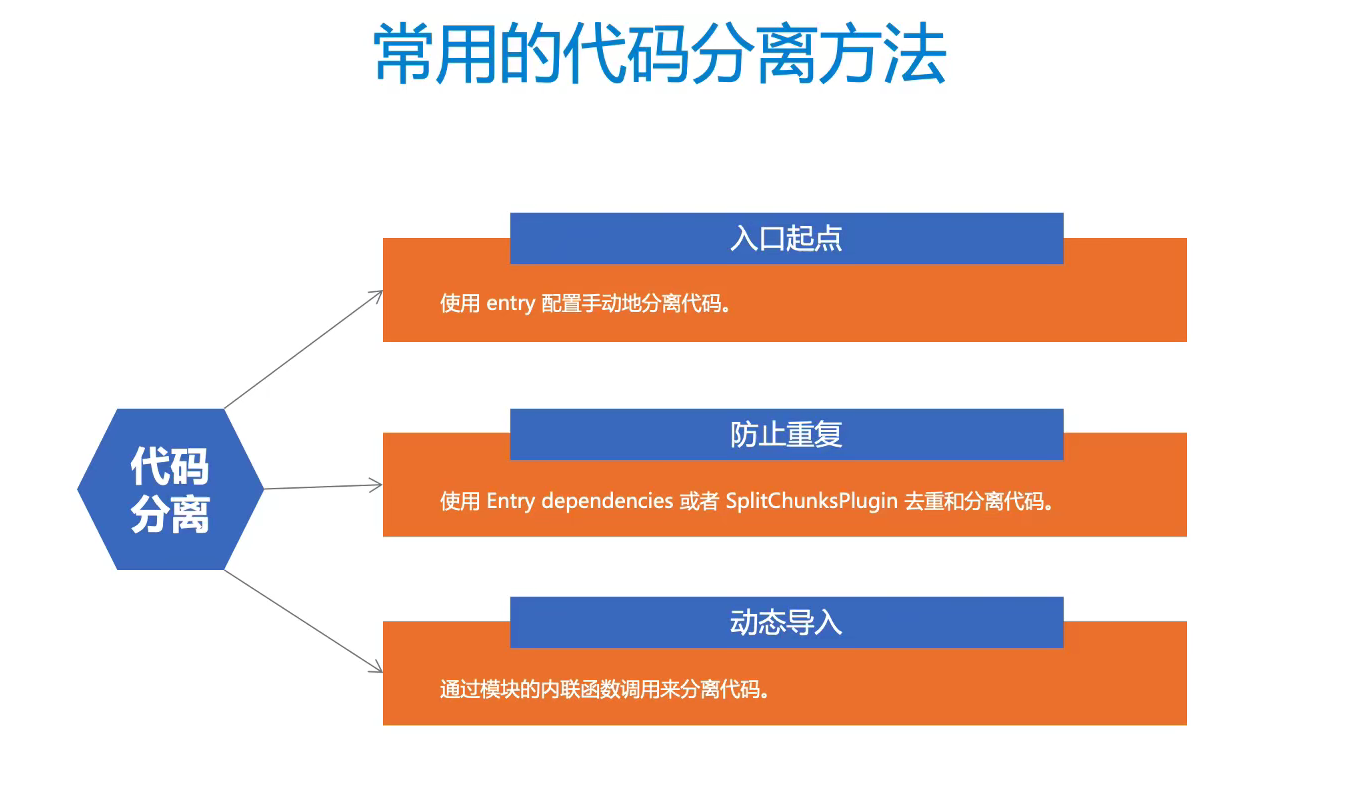 常用的代码分离方法
入口起点
使用 entry 配置手动地分离代码。
代码
分离
防止重复
使用 Entry dependencies 或者 SplitChunksPlugin 去重和分离代码。
动态导入
通过模块的内联函数调用来分离代码。